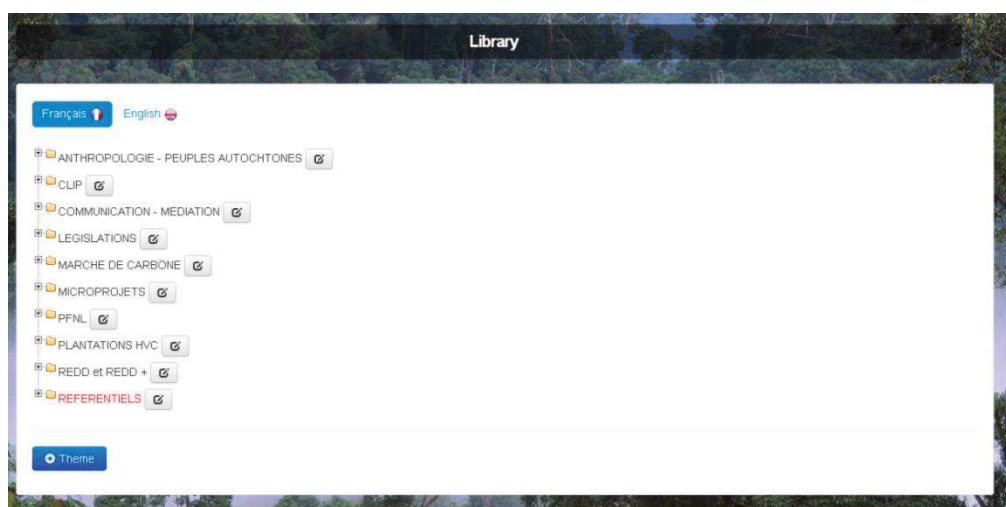 Library
Français English
ANTHROPOLOGIE - PEUPLES AUTOCHTONES
CLIP
COMMUNICATION - MEDIATION
LEGISLATIONS
MARCHE DE CARBONE
MICROPROJETS
PFNL
PLANTATIONS HVC
REDD et REDD +
REFERENTIELS
Theme